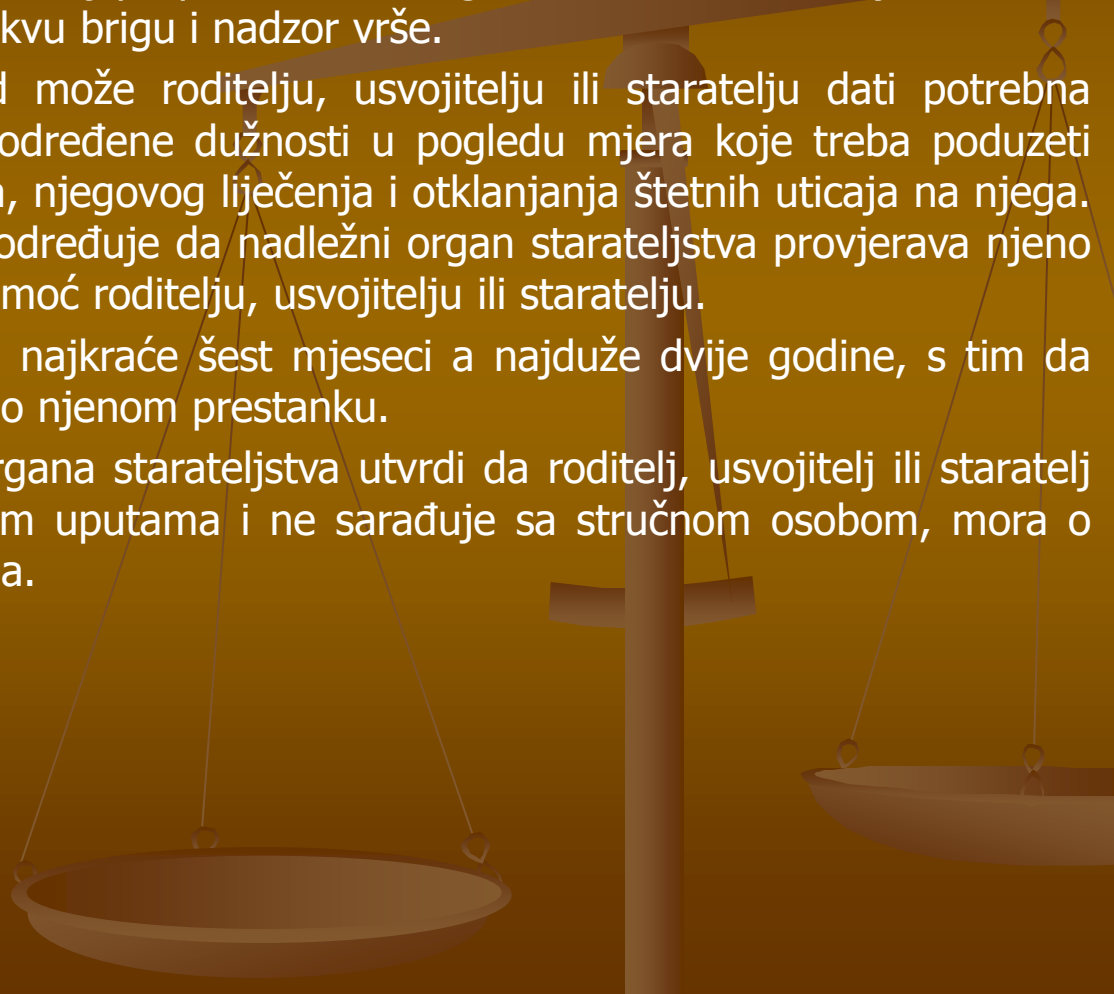 kvu brigu i nadzor vrše.
može roditelju, usvojitelju ili staratelju dati potrebna
određene dužnosti u pogledu mjera koje treba poduzeti
, njegovog liječenja i otklanjanja štetnih uticaja na njega.
određuje da nadležni organ starateljstva provjerava njeno
moć roditelju, usvojitelju ili staratelju.
najkraće šest mjeseci a najduže dvije godine, s tim da
o njenom prestanku.
rgana starateljstva utvrdi da roditelj, usvojitelj ili staratelj
m uputama i ne sarađuje sa stručnom osobom, mora o
a.